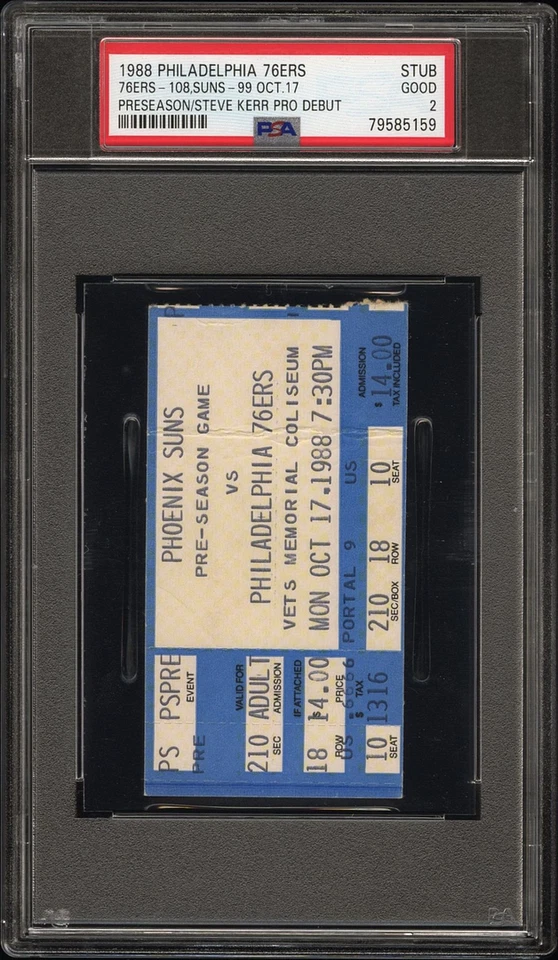 1988 PHILADELPHIA 76ERS STUB
76ERS-108,SUNS-99 OCT.17 GOOD
PRESEASON/STEVE KERR PRO DEBUT 2
PSA 79585159
PHOENIX SUNS
PRE-SEASON GAME
VS
PHILADELPHIA 76ERS
VETS MEMORIAL COLISEUM
MON OCT 17.1988 7:30PM
PORTAL 9 US
ADMISSION
$14.00
TAX INCLUDED
210 18 10
SEC/BOX ROW SEAT
PS PSPRE
EVENT
PRE
VALID FOR
210 ADULT
SEC ADMISSION
IF ATTACHED
18 $14.00
ROW PRICE
US
$ TAX
10 1316
SEAT
PSA